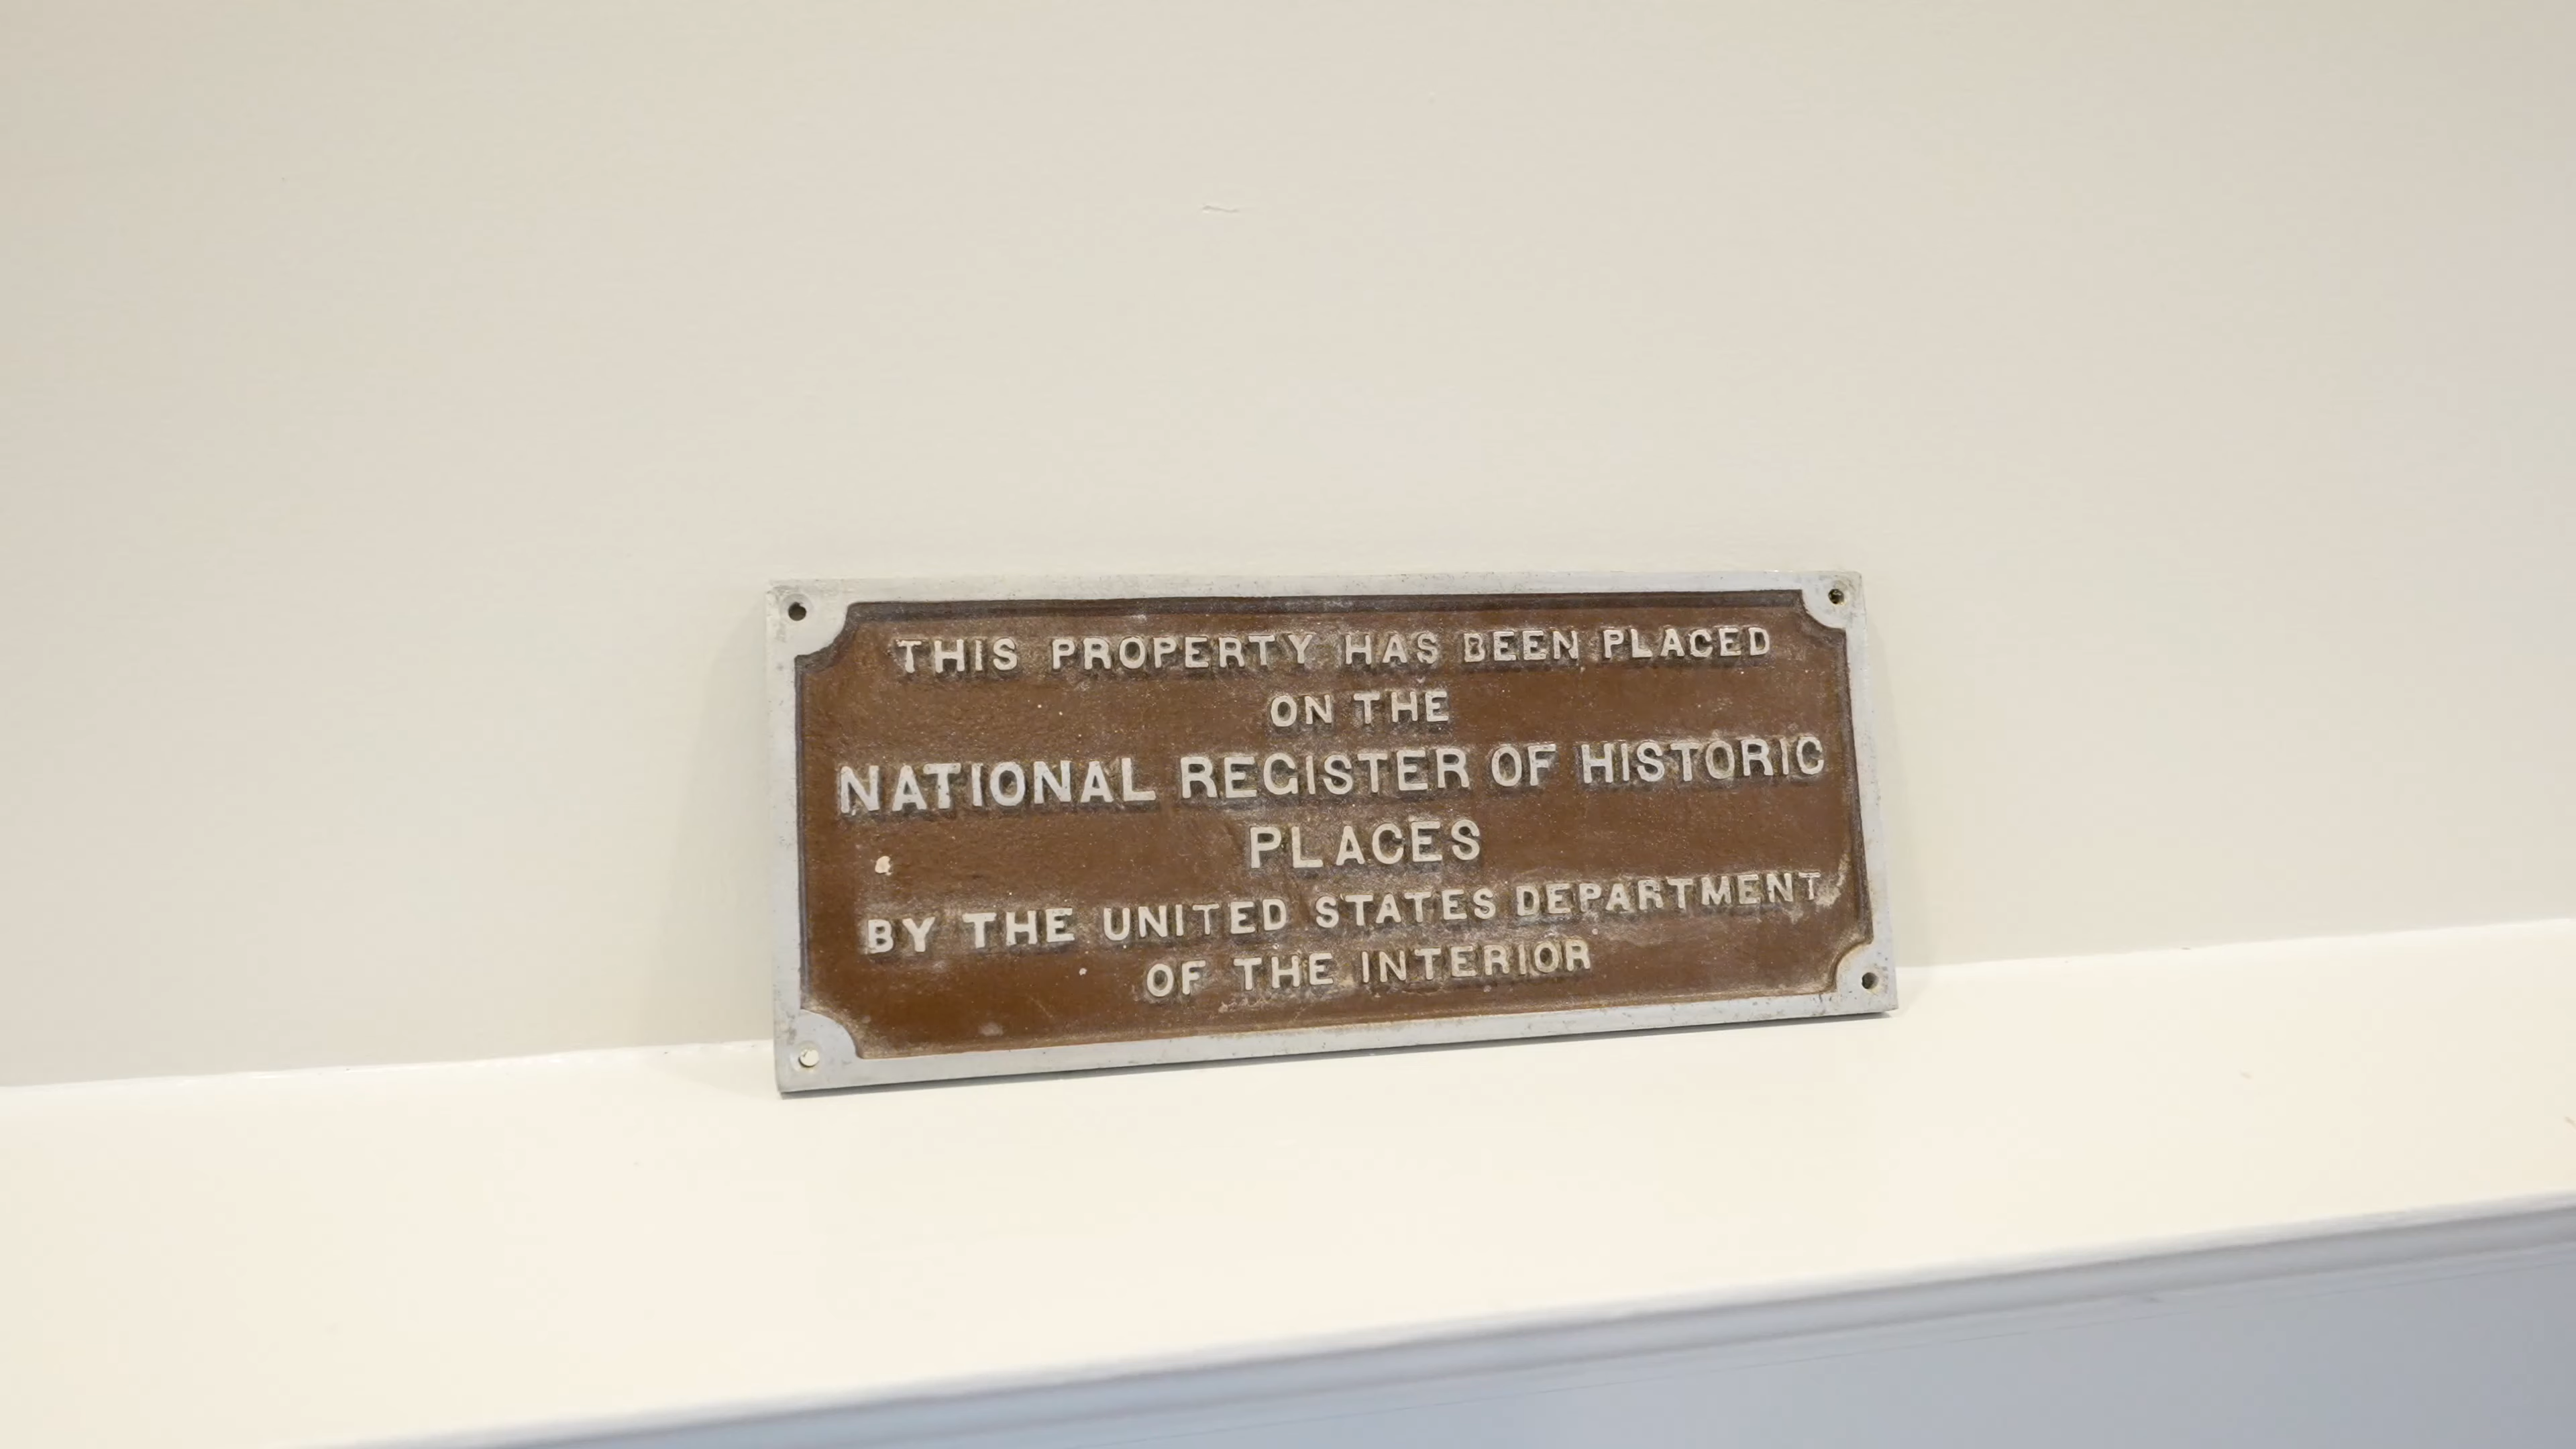 THIS PROPERTY HAS BEEN PLACED
ON THE
NATIONAL REGISTER OF HISTORIC
PLACES
BY THE UNITED STATES DEPARTMENT
OF THE INTERIOR